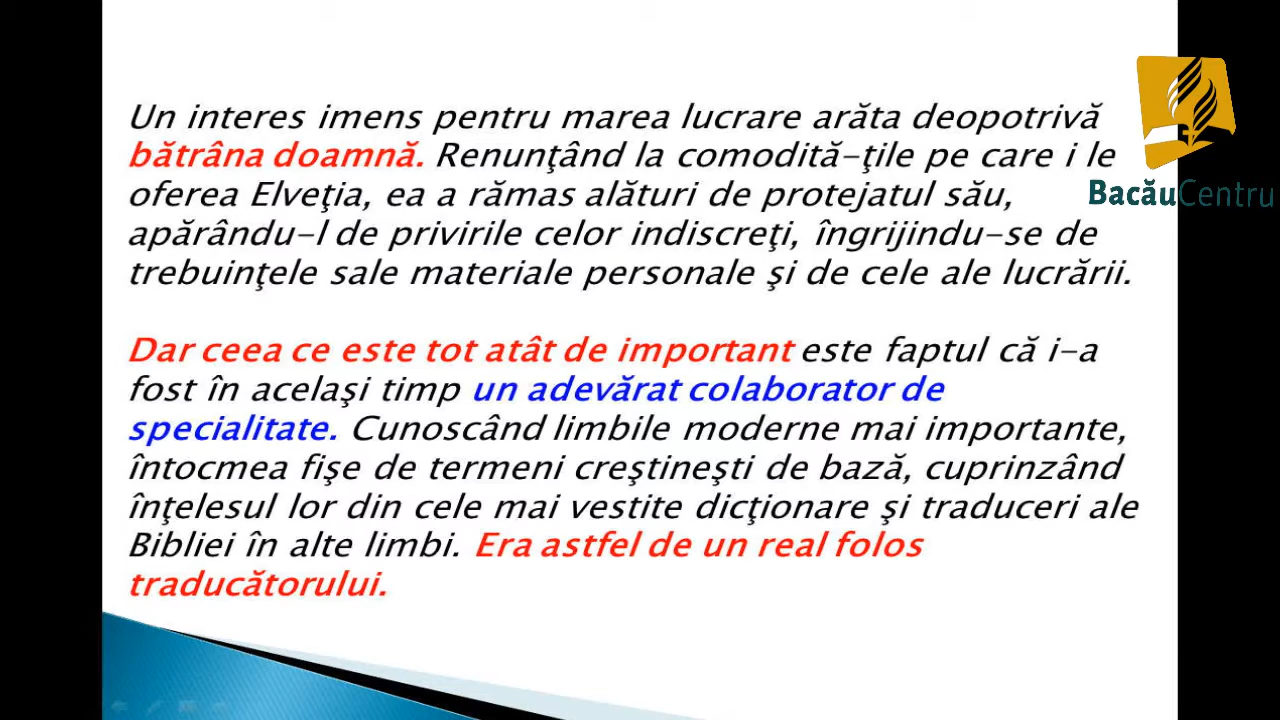 Un interes imens pentru marea lucrare arăta deopotrivă
bătrâna doamnă. Renunţând la comodită-ţile pe care i le
oferea Elveţia, ea a rămas alături de protejatul său,
apărându-l de privirile celor indiscreţi, îngrijindu-se de
trebuinţele sale materiale personale şi de cele ale lucrării.
Dar ceea ce este tot atât de important este faptul că i-a
fost în acelaşi timp un adevărat colaborator de
specialitate. Cunoscând limbile moderne mai importante,
întocmea fişe de termeni creştineşti de bază, cuprinzând
înţelesul lor din cele mai vestite dicţionare şi traduceri ale
Bibliei în alte limbi. Era astfel de un real folos
traducătorului.
BacăuCentru